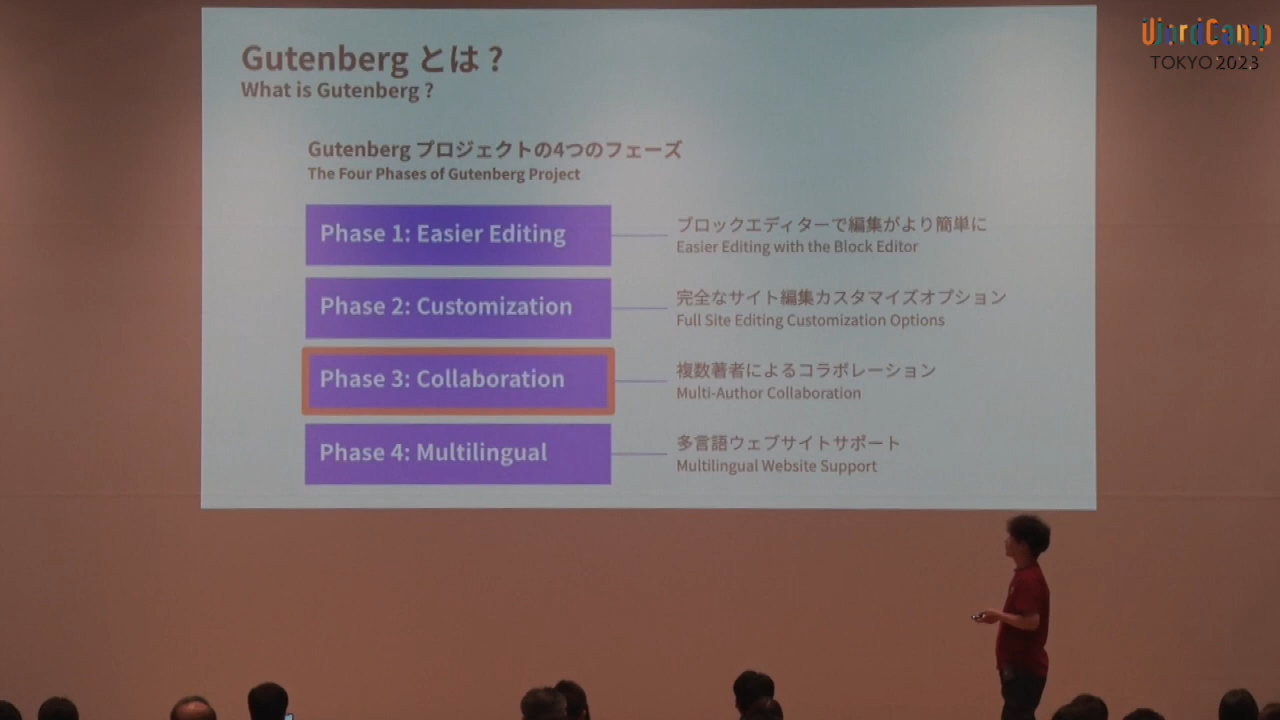 WordCamp
TOKYO 2023
Gutenberg とは ?
What is Gutenberg ?
Gutenberg プロジェクトの4つのフェーズ
The Four Phases of Gutenberg Project
Phase 1: Easier Editing
ブロックエディターで編集がより簡単に
Easier Editing with the Block Editor
Phase 2: Customization
完全なサイト編集カスタマイズオプション
Full Site Editing Customization Options
Phase 3: Collaboration
複数著者によるコラボレーション
Multi-Author Collaboration
Phase 4: Multilingual
多言語ウェブサイトサポート
Multilingual Website Support